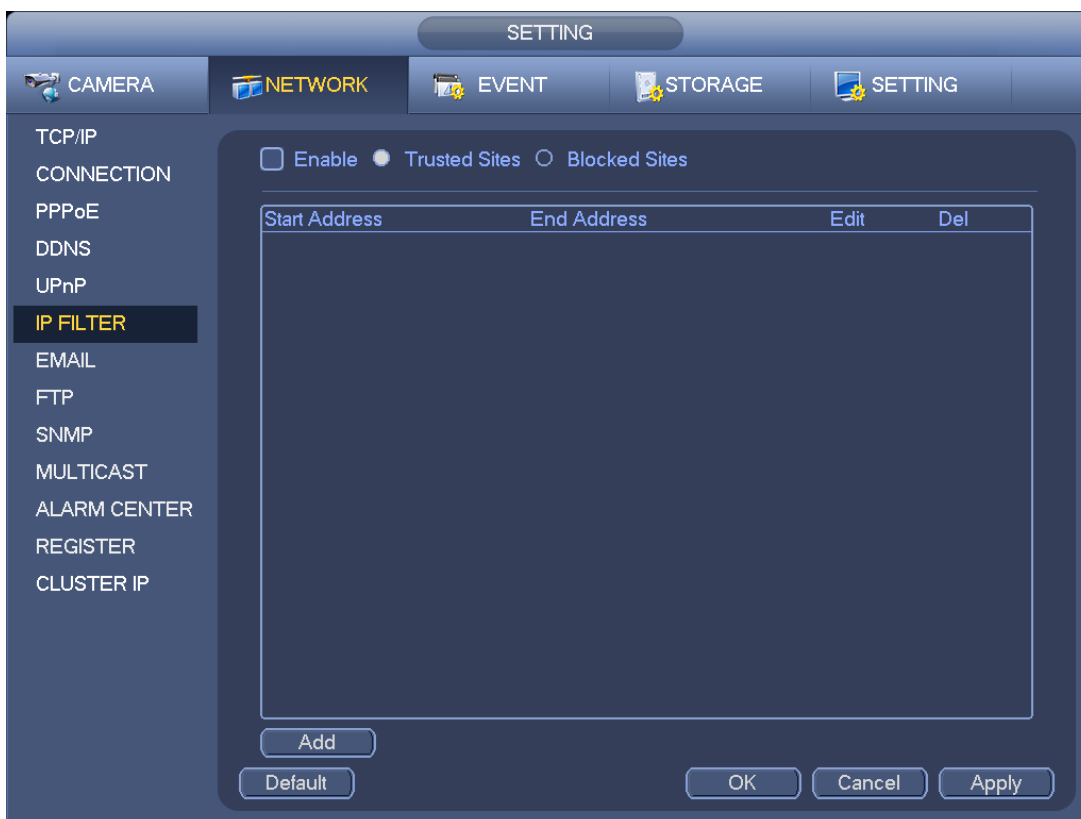 SETTING
CAMERA NETWORK EVENT STORAGE SETTING
TCP/IP
CONNECTION
PPPoE
DDNS
UPnP
IP FILTER
EMAIL
FTP
SNMP
MULTICAST
ALARM CENTER
REGISTER
CLUSTER IP
Enable Trusted Sites Blocked Sites
Start Address End Address Edit Del
Add
Default OK Cancel Apply